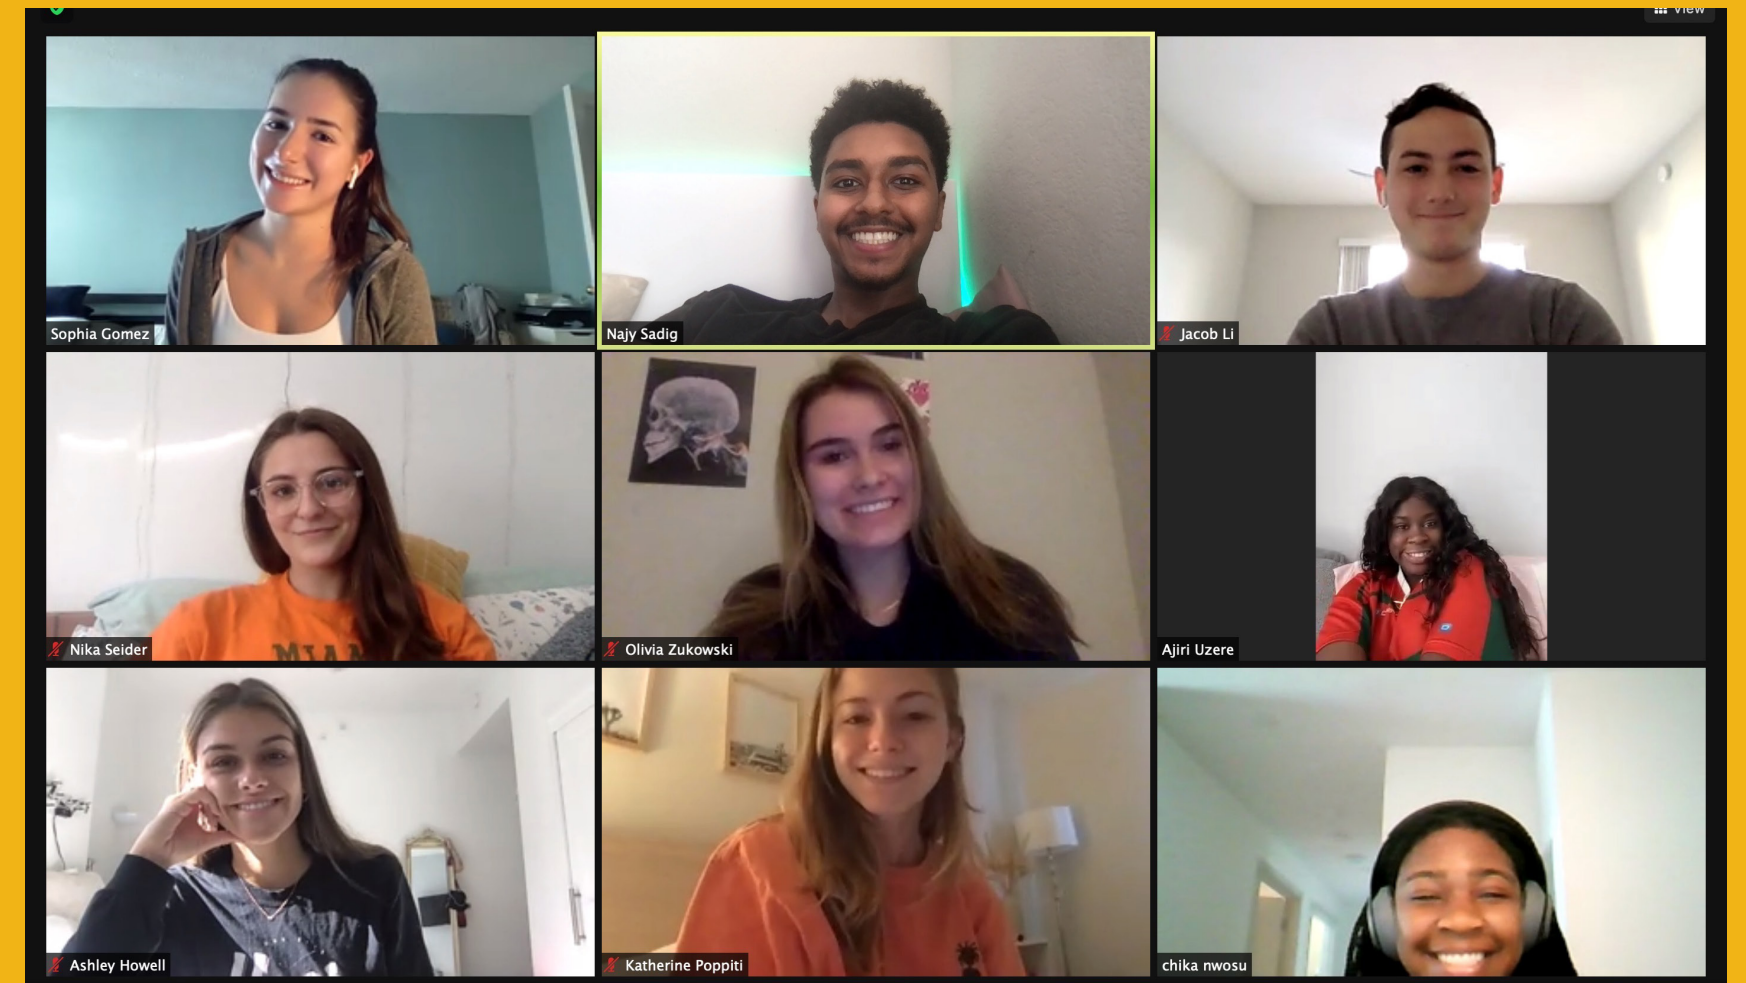 View
Sophia Gomez
Najy Sadig
Jacob Li
Nika Seider
Olivia Zukowski
Ajiri Uzere
Ashley Howell
Katherine Poppiti
chika nwosu